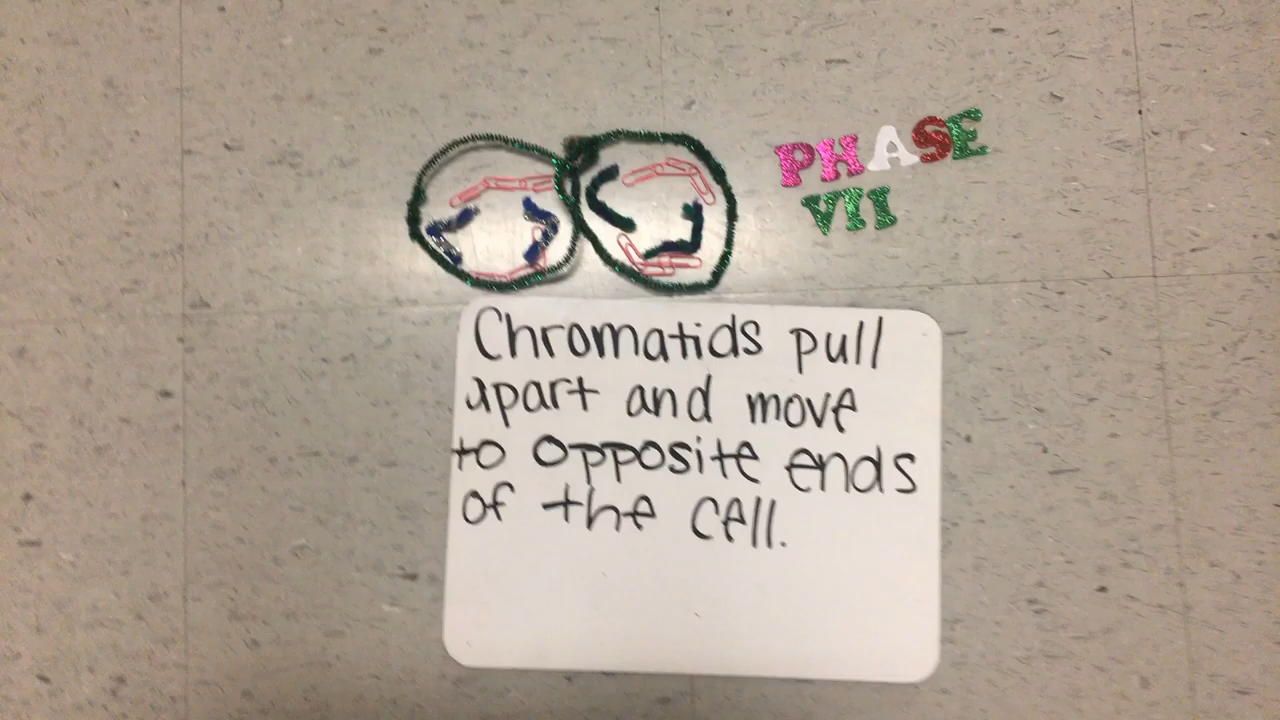 PHASE
VII
Chromatids pull
apart and move
to opposite ends
of the cell.